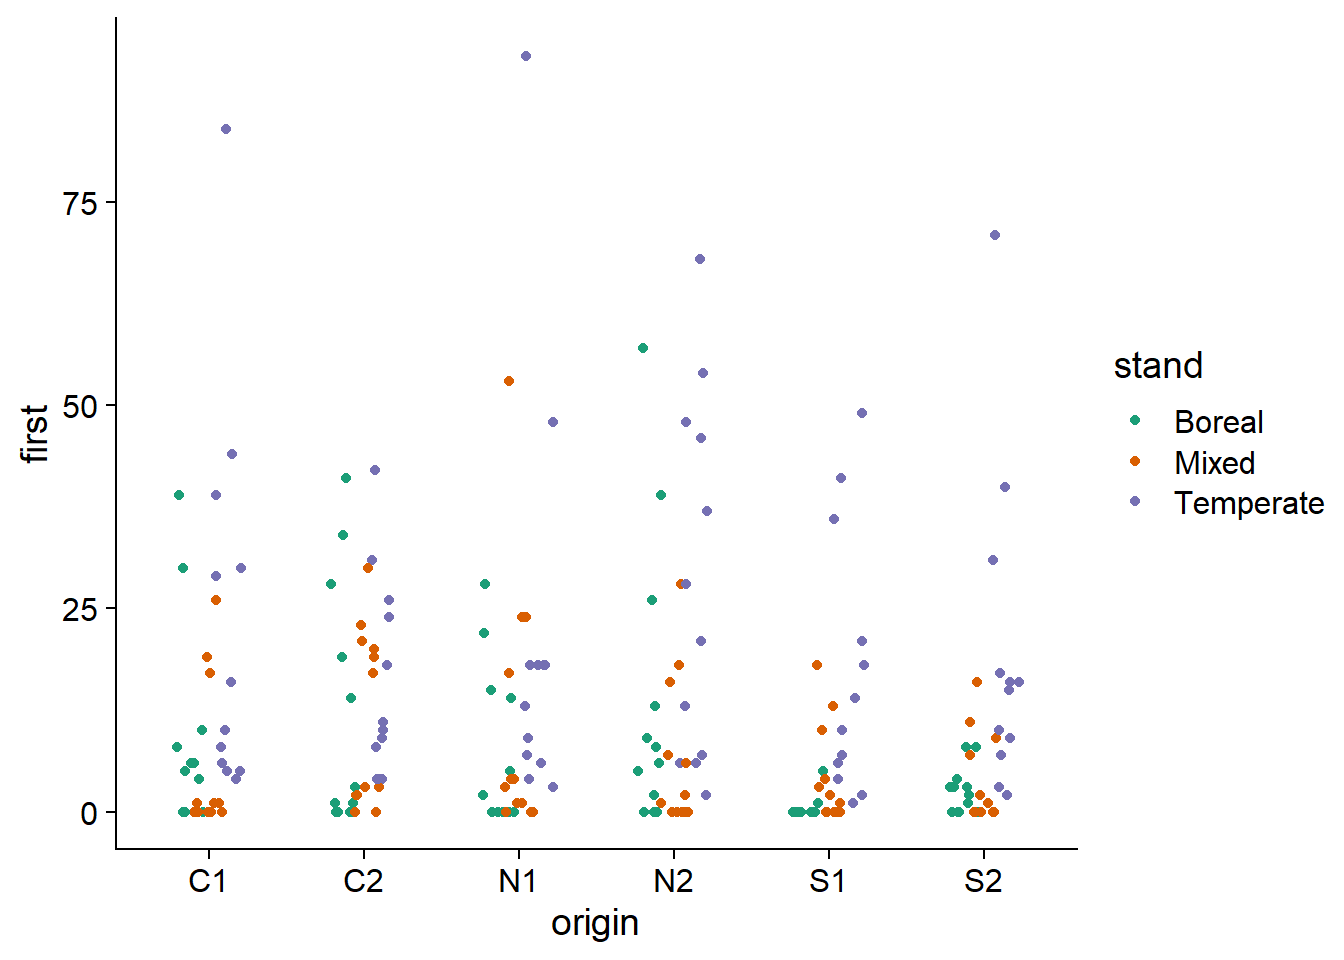 75
50
25
0
first
C1 C2 N1 N2 S1 S2
origin
stand
Boreal
Mixed
Temperate